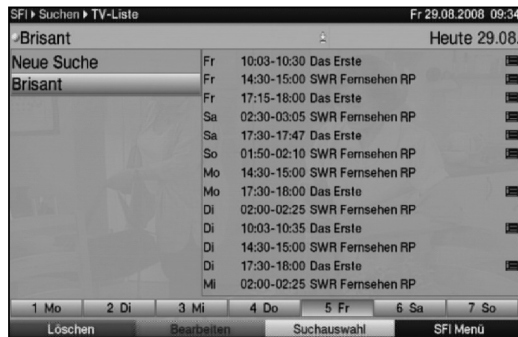 SFI ▸ Suchen ▸ TV-Liste Fr 29.08.2008 09:34
Brisant Heute 29.08.
Neue Suche
Brisant
Fr 10:03-10:30 Das Erste
Fr 14:30-15:00 SWR Fernsehen RP
Fr 17:15-18:00 Das Erste
Sa 02:30-03:05 SWR Fernsehen RP
Sa 17:30-17:47 Das Erste
So 01:50-02:10 SWR Fernsehen RP
Mo 14:30-15:00 SWR Fernsehen RP
Mo 17:30-18:00 Das Erste
Di 02:00-02:25 SWR Fernsehen RP
Di 10:03-10:35 Das Erste
Di 14:30-15:00 SWR Fernsehen RP
Di 17:30-18:00 Das Erste
Mi 02:00-02:25 SWR Fernsehen RP
1 Mo 2 Di 3 Mi 4 Do 5 Fr 6 Sa 7 So
Löschen Bearbeiten Suchauswahl SFI Menü